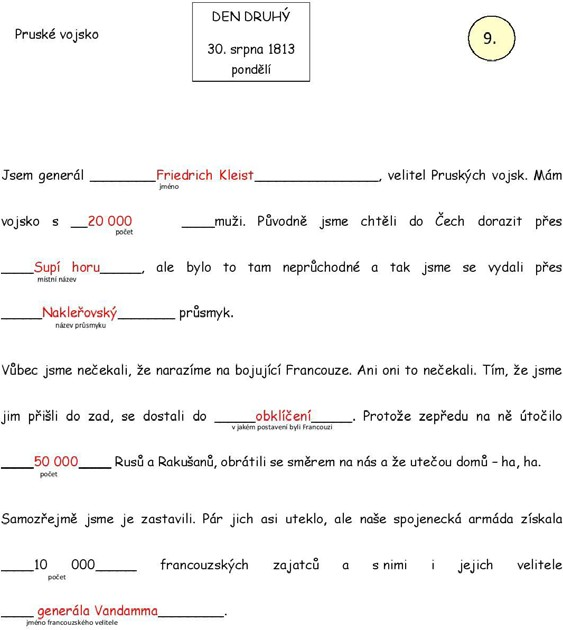 Pruské vojsko
DEN DRUHÝ
30. srpna 1813
pondělí
9.
Jsem generál _________Friedrich Kleist_________________, velitel Pruských vojsk. Mám
jméno
vojsko s __20 000 ____muži. Původně jsme chtěli do Čech dorazit přes
počet
____Supí horu_____, ale bylo to tam neprůchodné a tak jsme se vydali přes
místní název
_____Nakleřovský_______ průsmyk.
název průsmyku
Vůbec jsme nečekali, že narazíme na bojující Francouze. Ani oni to nečekali. Tím, že jsme
jim přišli do zad, se dostali do _____obklíčení_____. Protože zepředu na ně útočilo
v jakém postavení byli Francouzi
____50 000____ Rusů a Rakušanů, obrátili se směrem na nás a že utečou domů – ha, ha.
počet
Samozřejmě jsme je zastavili. Pár jich asi uteklo, ale naše spojenecká armáda získala
____10 000_____ francouzských zajatců a s nimi i jejich velitele
počet
____ generála Vandamma________.
jméno francouzského velitele